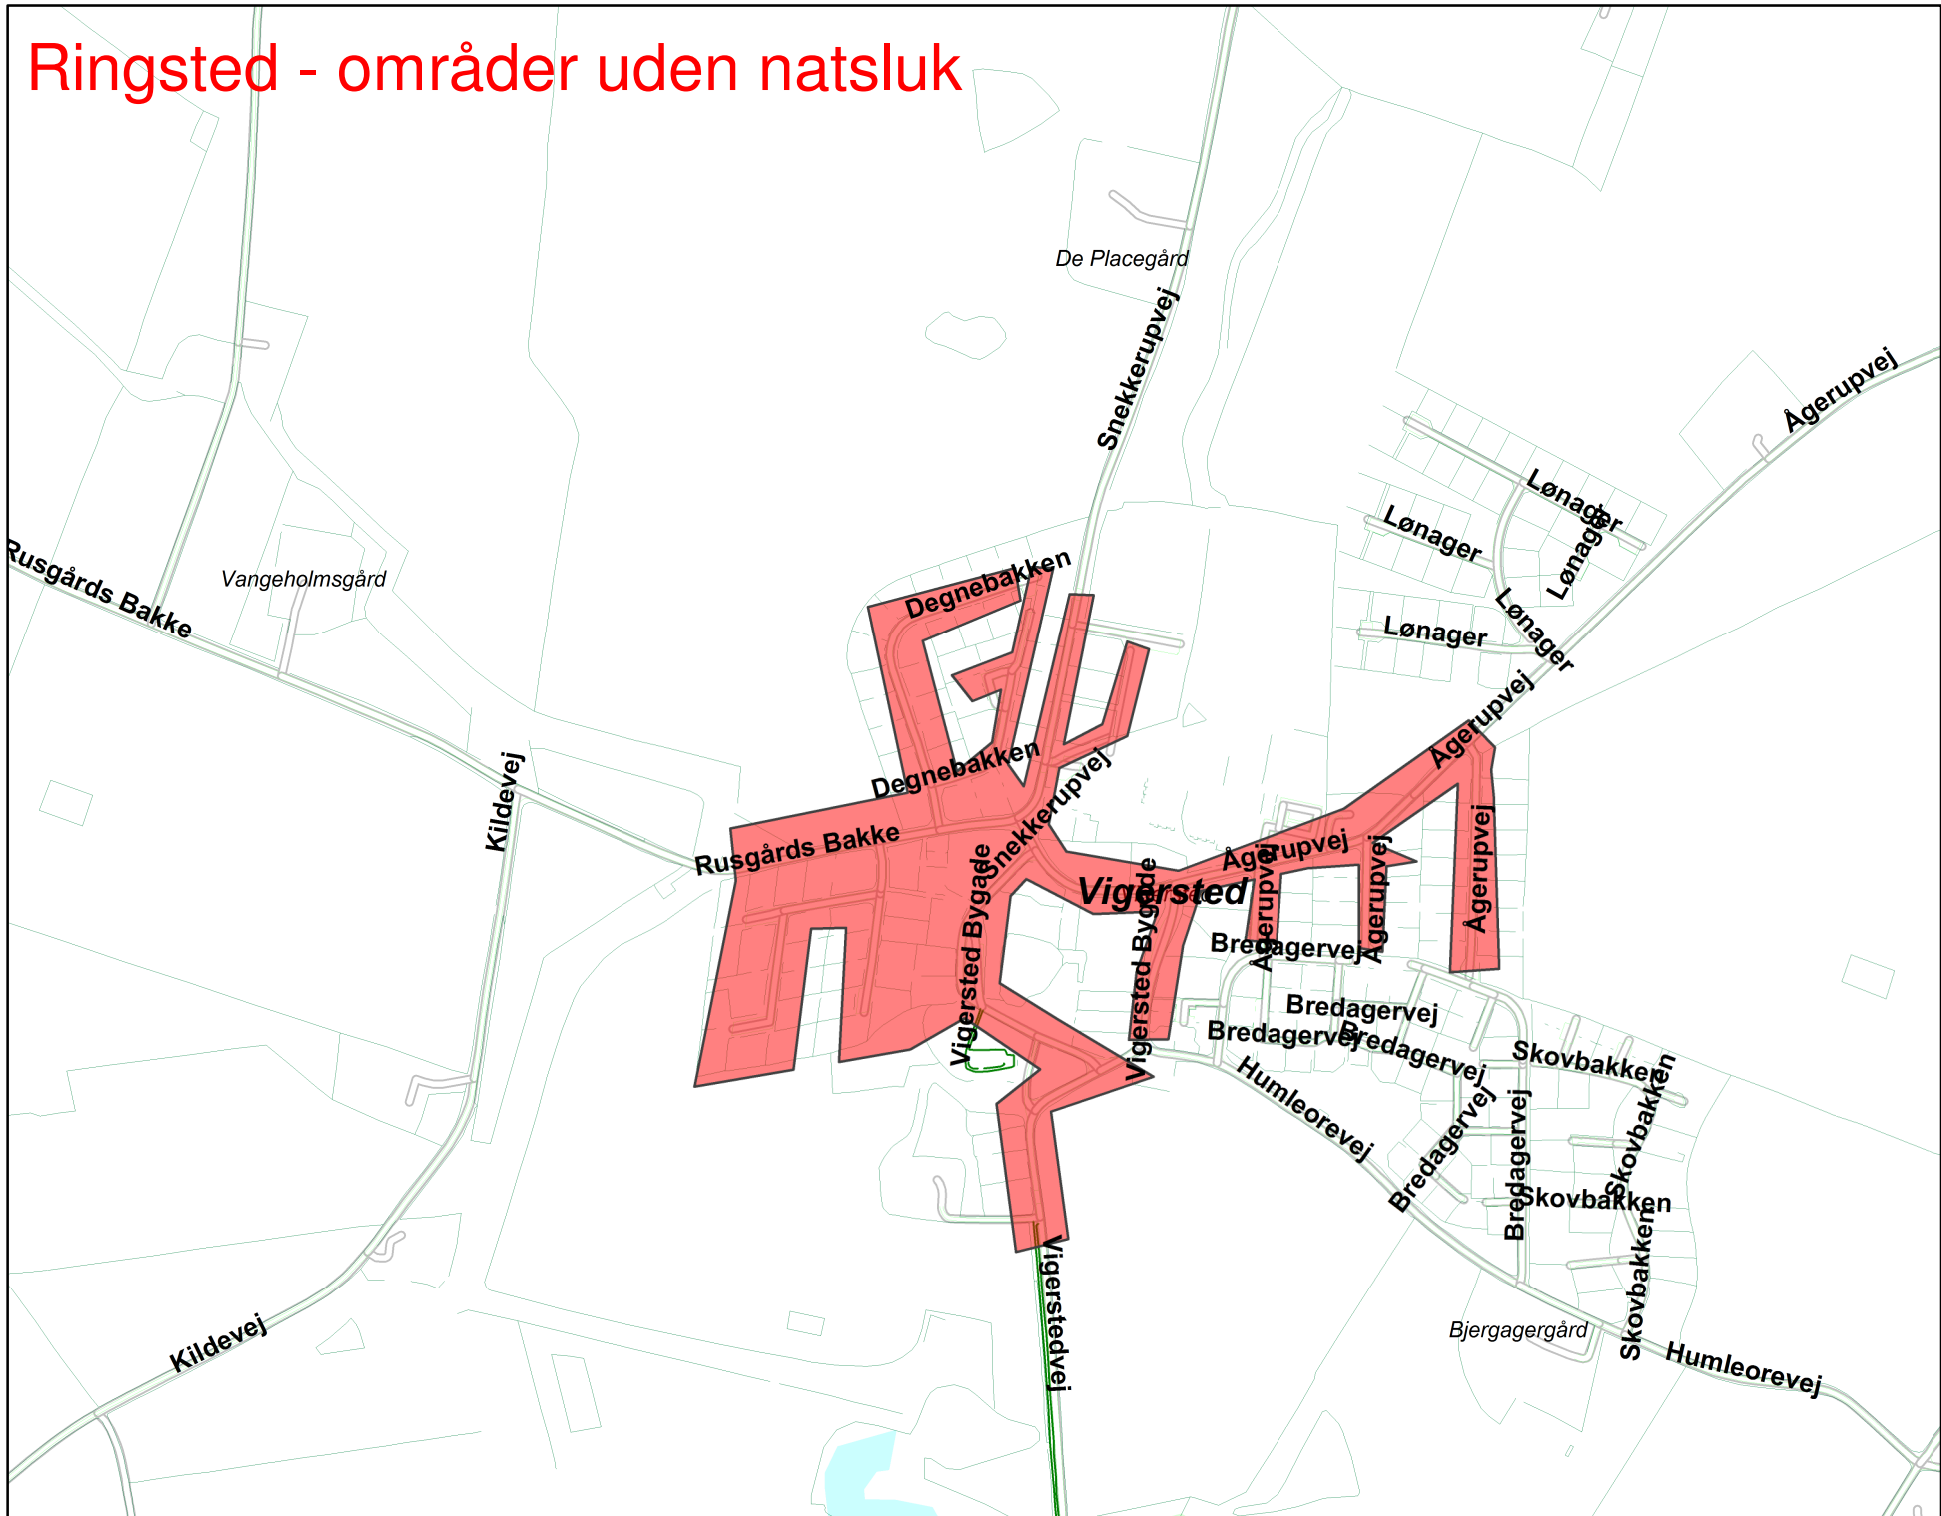 Ringsted - områder uden natsluk
De Placegård
Snekkerupvej
Ågerupvej
Lønager
Lønager
Lønager
Lønager
Lønager
Rusgårds Bakke
Vangeholmsgård
Degnebakken
Ågerupvej
Degnebakken
Kildevej
Snekkerupvej
Rusgårds Bakke
Ågerupvej
Ågerupvej
Ågerupvej
Ågerupvej
Vigersted
Vigersted Bygade
Vigersted Bygade
Bredagervej
Bredagervej
Bredagervej
Bredagervej
Skovbakken
Humleorevej
Bredagervej
Bredagervej
Skovbakken
Skovbakken
Skovbakken
Vigerstedvej
Kildevej
Bjergagergård
Humleorevej